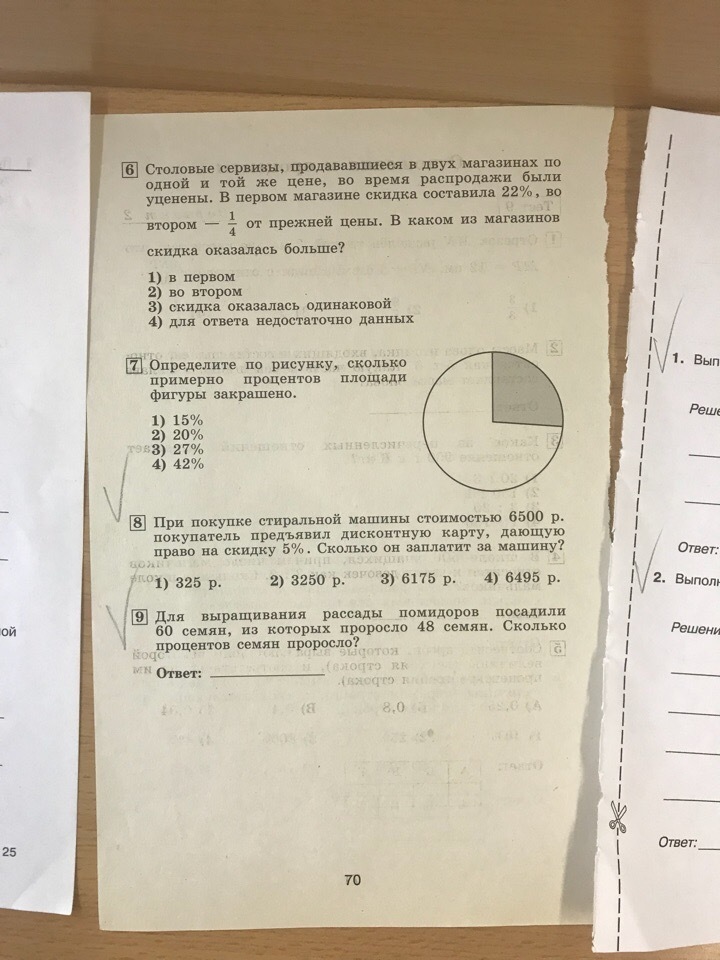 6 Столовые сервизы, продававшиеся в двух магазинах по
одной и той же цене, во время распродажи были
уценены. В первом магазине скидка составила 22%, во
втором — 1/4 от прежней цены. В каком из магазинов
скидка оказалась больше?
1) в первом
2) во втором
3) скидка оказалась одинаковой
4) для ответа недостаточно данных
7 Определите по рисунку, сколько
примерно процентов площади
фигуры закрашено.
1) 15%
2) 20%
3) 27%
4) 42%
8 При покупке стиральной машины стоимостью 6500 р.
покупатель предъявил дисконтную карту, дающую
право на скидку 5%. Сколько он заплатит за машину?
1) 325 р. 2) 3250 р. 3) 6175 р. 4) 6495 р.
9 Для выращивания рассады помидоров посадили
60 семян, из которых проросло 48 семян. Сколько
процентов семян проросло?
Ответ:
70
ой
25
1. Вып
Реше
Ответ:
2. Выполн
Решени
Ответ: